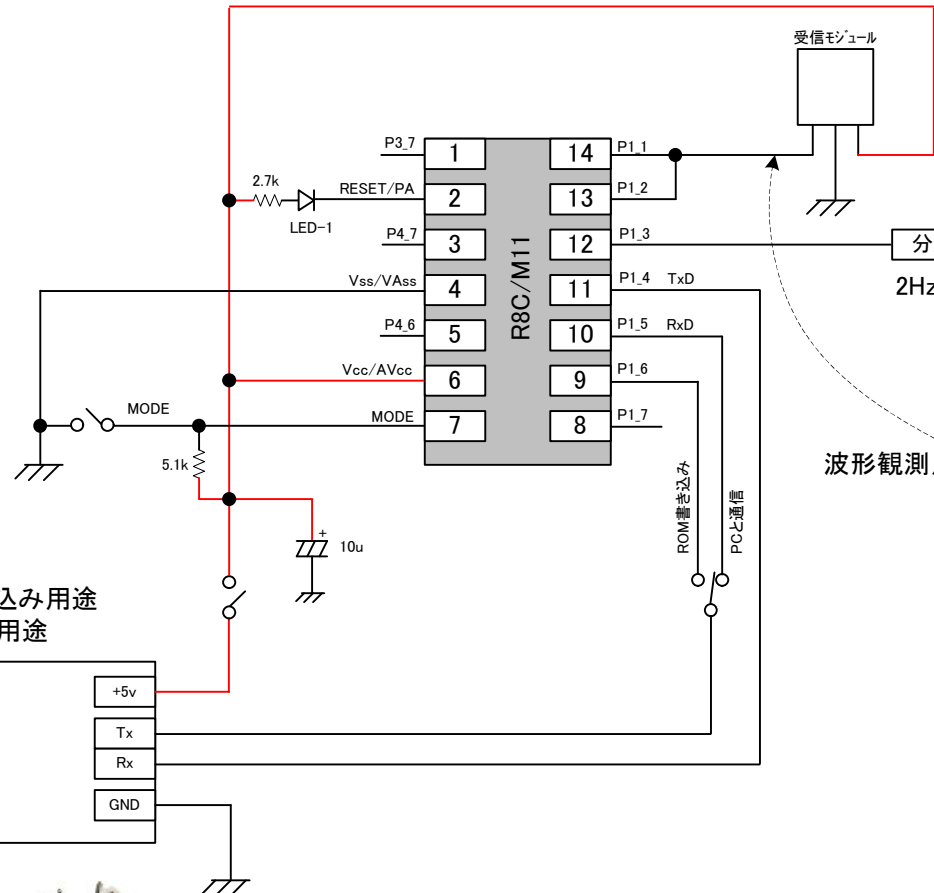 受信モジュール
P3_7
1
14
P1_1
2.7k
RESET/PA
2
13
P1_2
LED-1
P4_7
3
12
P1_3
分
2Hz
Vss/VAss
4
11
P1_4 TxD
R8C/M11
P4_6
5
10
P1_5 RxD
Vcc/AVcc
6
9
P1_6
MODE
MODE
7
8
P1_7
5.1k
波形観測
ROM書き込み
PCと通信
+
10u
込み用途
用途
+5v
Tx
Rx
GND